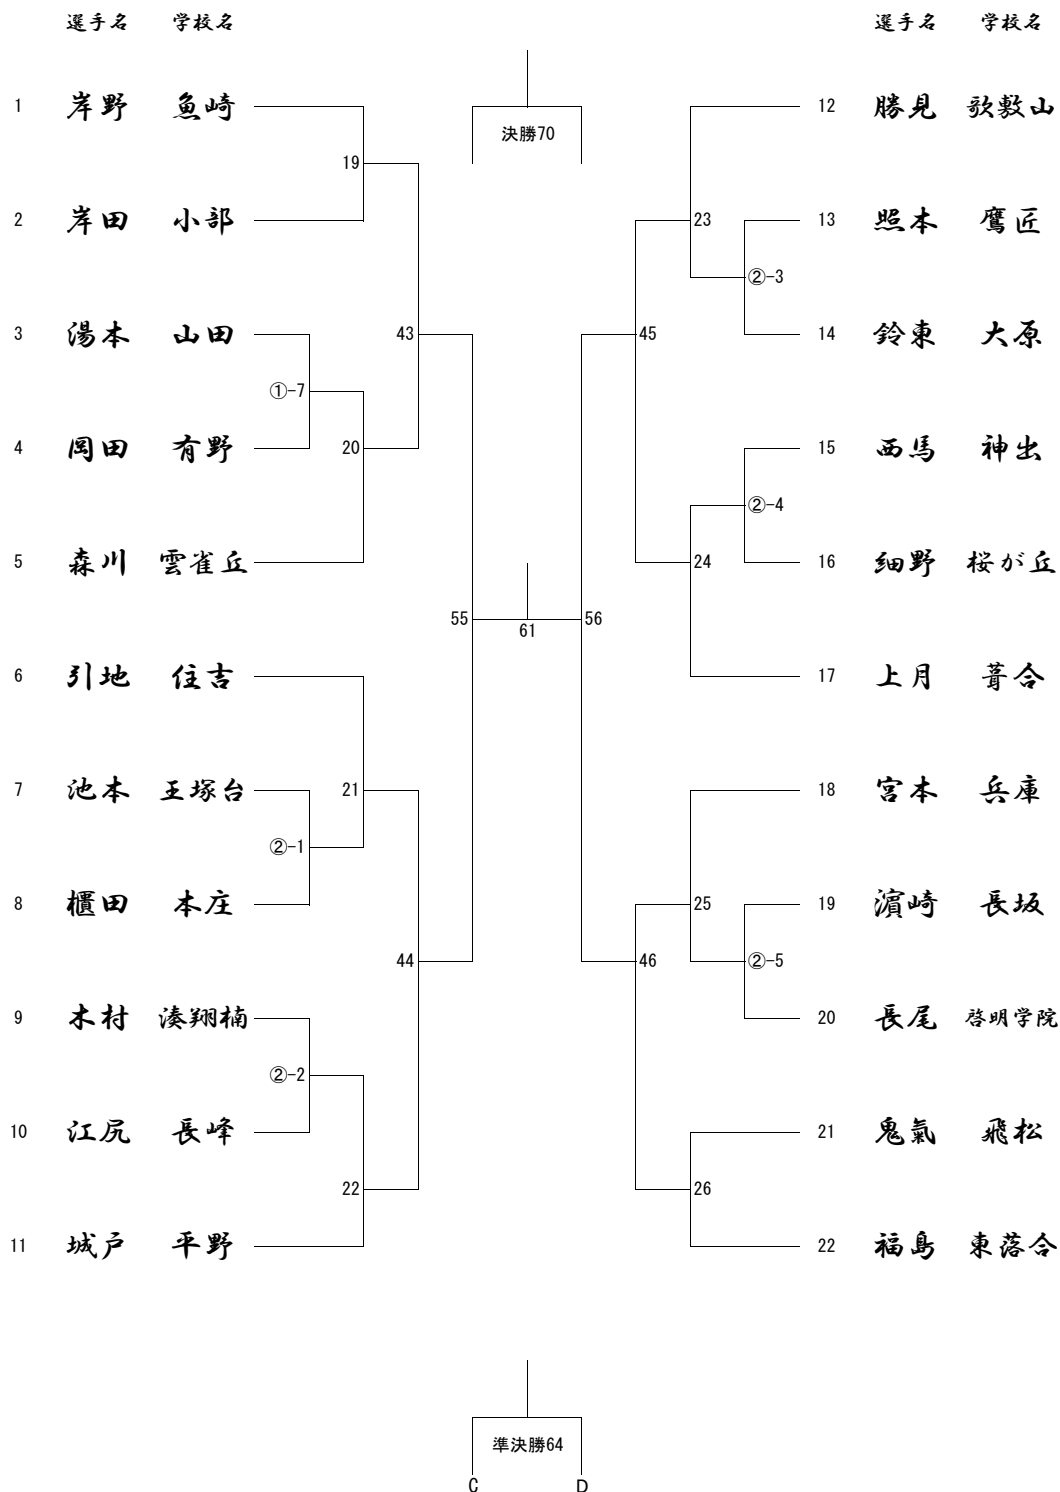 選手名 学校名
選手名 学校名
決勝70
1 岸野 魚崎
12 勝見 歌敷山
19
2 岸田 小部
23
13 照本 鷹匠
②-3
3 湯本 山田
43
45
14 鈴東 大原
①-7
4 岡田 有野
20
15 西馬 神出
②-4
5 森川 雲雀丘
24
16 細野 桜が丘
55
61
56
6 引地 住吉
17 上月 葺合
7 池本 王塚台
21
18 宮本 兵庫
②-1
8 櫃田 本庄
25
19 濵崎 長坂
44
46
②-5
9 木村 湊翔楠
20 長尾 啓明学院
②-2
10 江尻 長峰
21 鬼氣 飛松
22
26
11 城戸 平野
22 福島 東落合
準決勝64
C
D